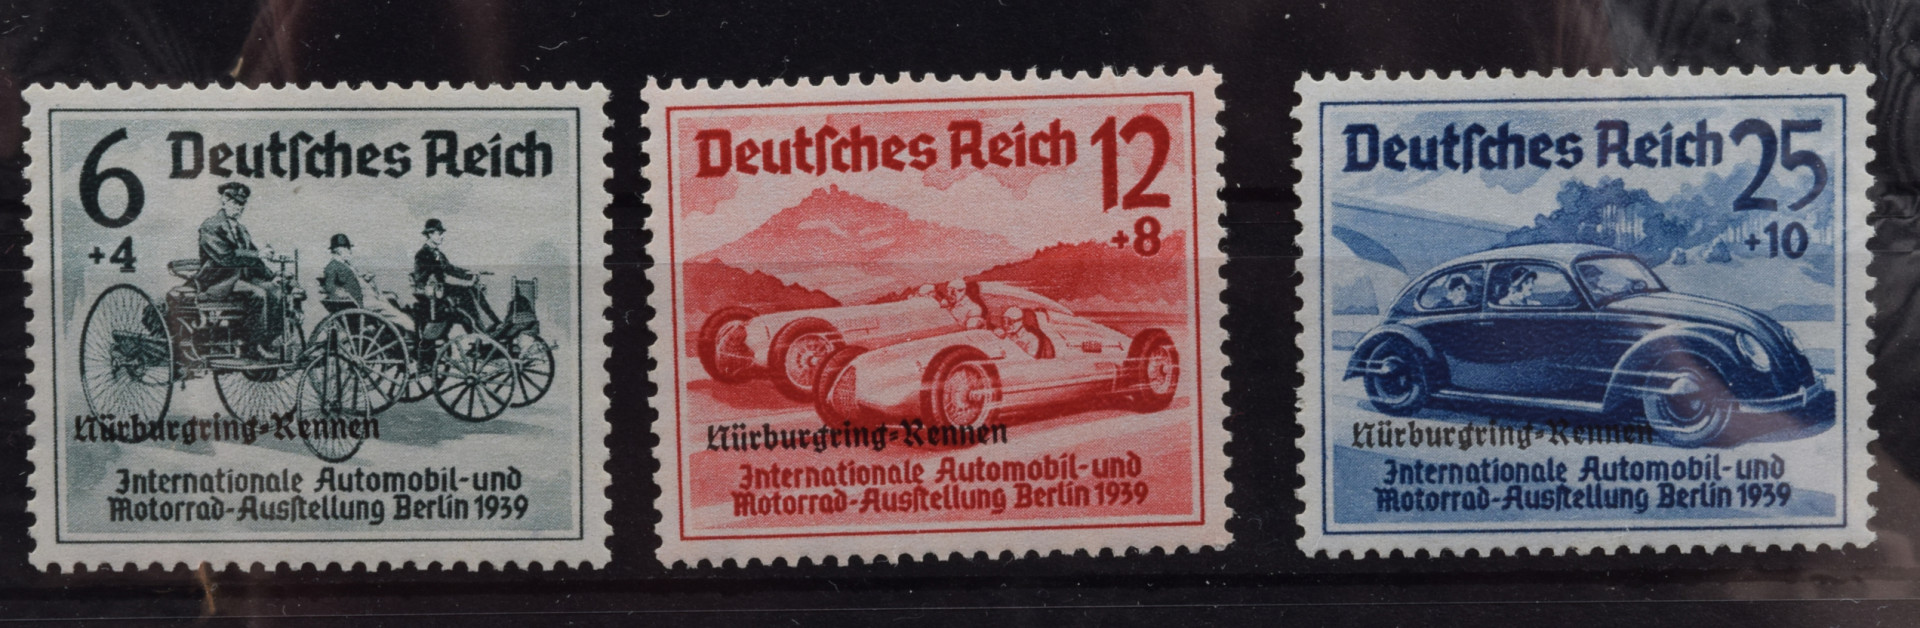 6 Deutſches Reich
+4
Nürburgring-Rennen
Internationale Automobil-und
Motorrad-Ausſtellung Berlin 1939
Deutſches Reich 12
+8
Nürburgring-Rennen
Internationale Automobil-und
Motorrad-Ausſtellung Berlin 1939
Deutſches Reich 25
+10
Nürburgring-Rennen
Internationale Automobil-und
Motorrad-Ausſtellung Berlin 1939